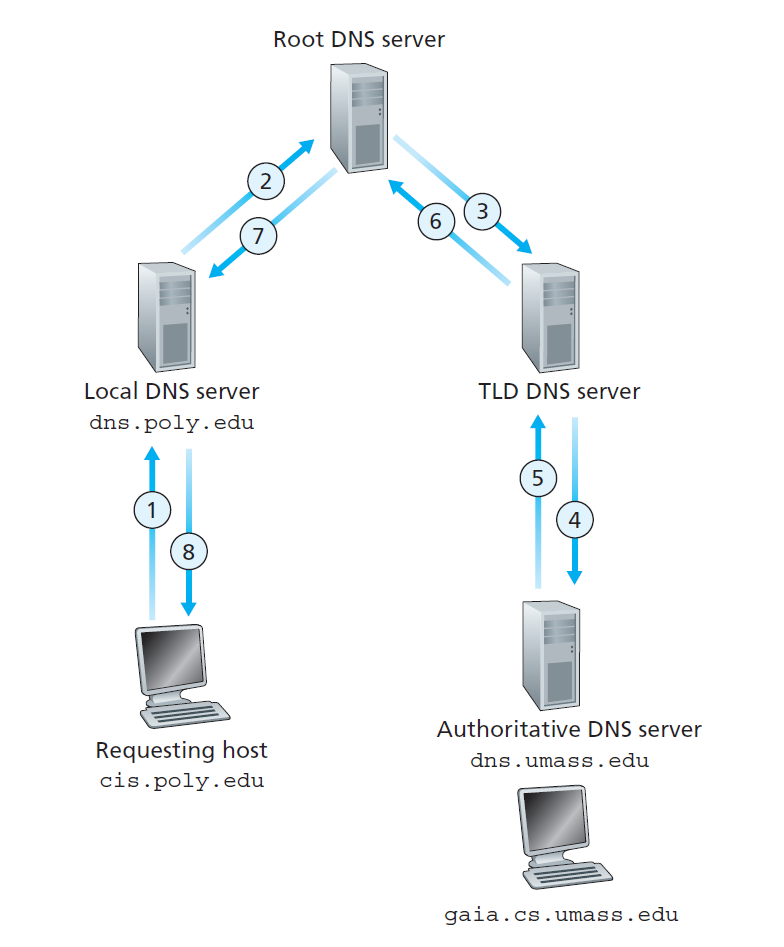 Root DNS server
2
3
6
7
Local DNS server
dns.poly.edu
TLD DNS server
1
8
5
4
Requesting host
cis.poly.edu
Authoritative DNS server
dns.umass.edu
gaia.cs.umass.edu